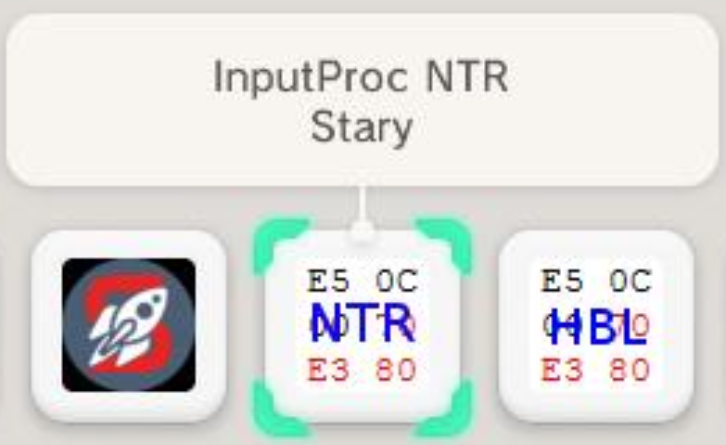 InputProc NTR
Stary
E5 0C
NTR
E3 80
E5 0C
HBL
E3 80